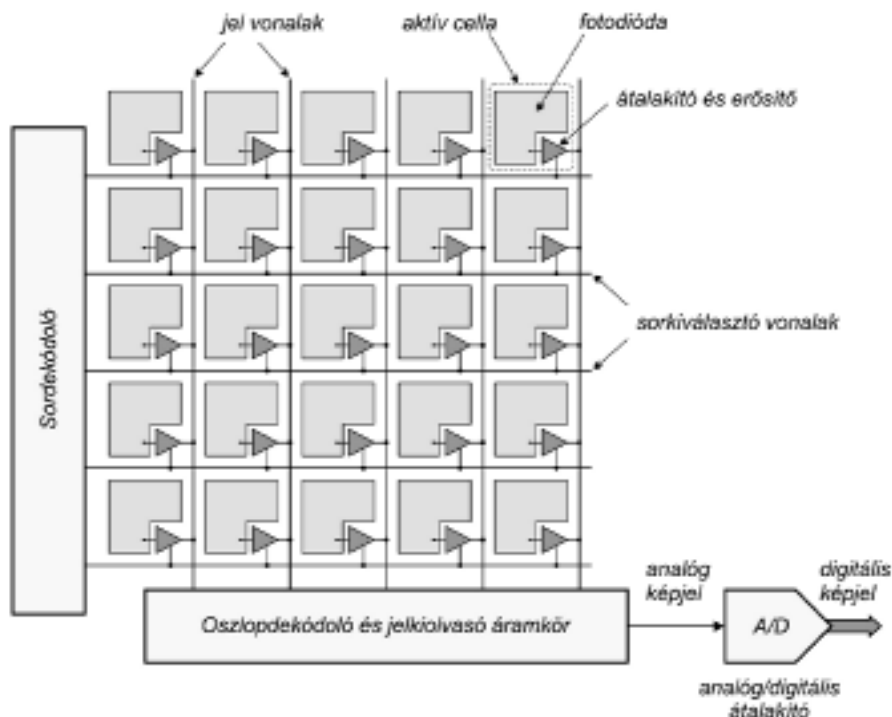 jel vonalak
aktív cella
fotodióda
átalakító és erősítő
Sordekódoló
sorkiválasztó vonalak
Oszlopdekódoló és jelkiolvasó áramkör
analóg
képjel
A/D
digitális
képjel
analóg/digitális
átalakító